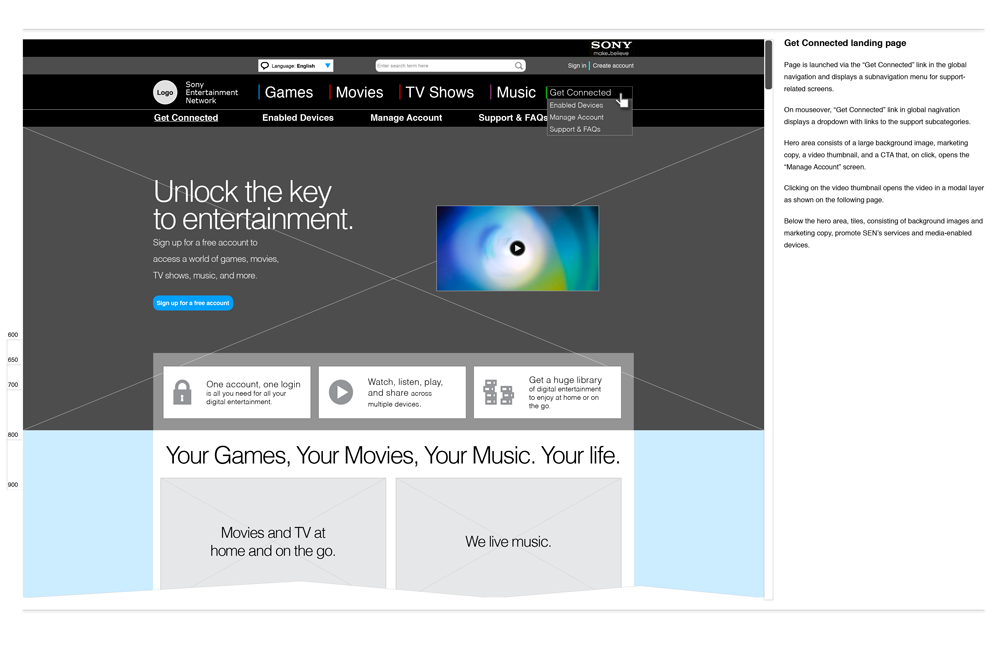 SONY
make.believe
Language: English
Enter search term here
Sign in
Create account
Logo
Sony
Entertainment
Network
Games
Movies
TV Shows
Music
Get Connected
Enabled Devices
Manage Account
Support & FAQs
Get Connected
Enabled Devices
Manage Account
Support & FAQs
Unlock the key
to entertainment.
Sign up for a free account to
access a world of games, movies,
TV shows, music, and more.
Sign up for a free account
One account, one login
is all you need for all your
digital entertainment.
Watch, listen, play,
and share across
multiple devices.
Get a huge library
of digital entertainment
to enjoy at home or on
the go.
Your Games, Your Movies, Your Music. Your life.
Movies and TV at
home and on the go.
We live music.
600
650
700
800
900
Get Connected landing page
Page is launched via the “Get Connected” link in the global
navigation and displays a subnavigation menu for support-
related screens.
On mouseover, “Get Connected” link in global nagivation
displays a dropdown with links to the support subcategories.
Hero area consists of a large background image, marketing
copy, a video thumbnail, and a CTA that, on click, opens the
“Manage Account” screen.
Clicking on the video thumbnail opens the video in a modal layer
as shown on the following page.
Below the hero area, tiles, consisting of background images and
marketing copy, promote SEN’s services and media-enabled
devices.